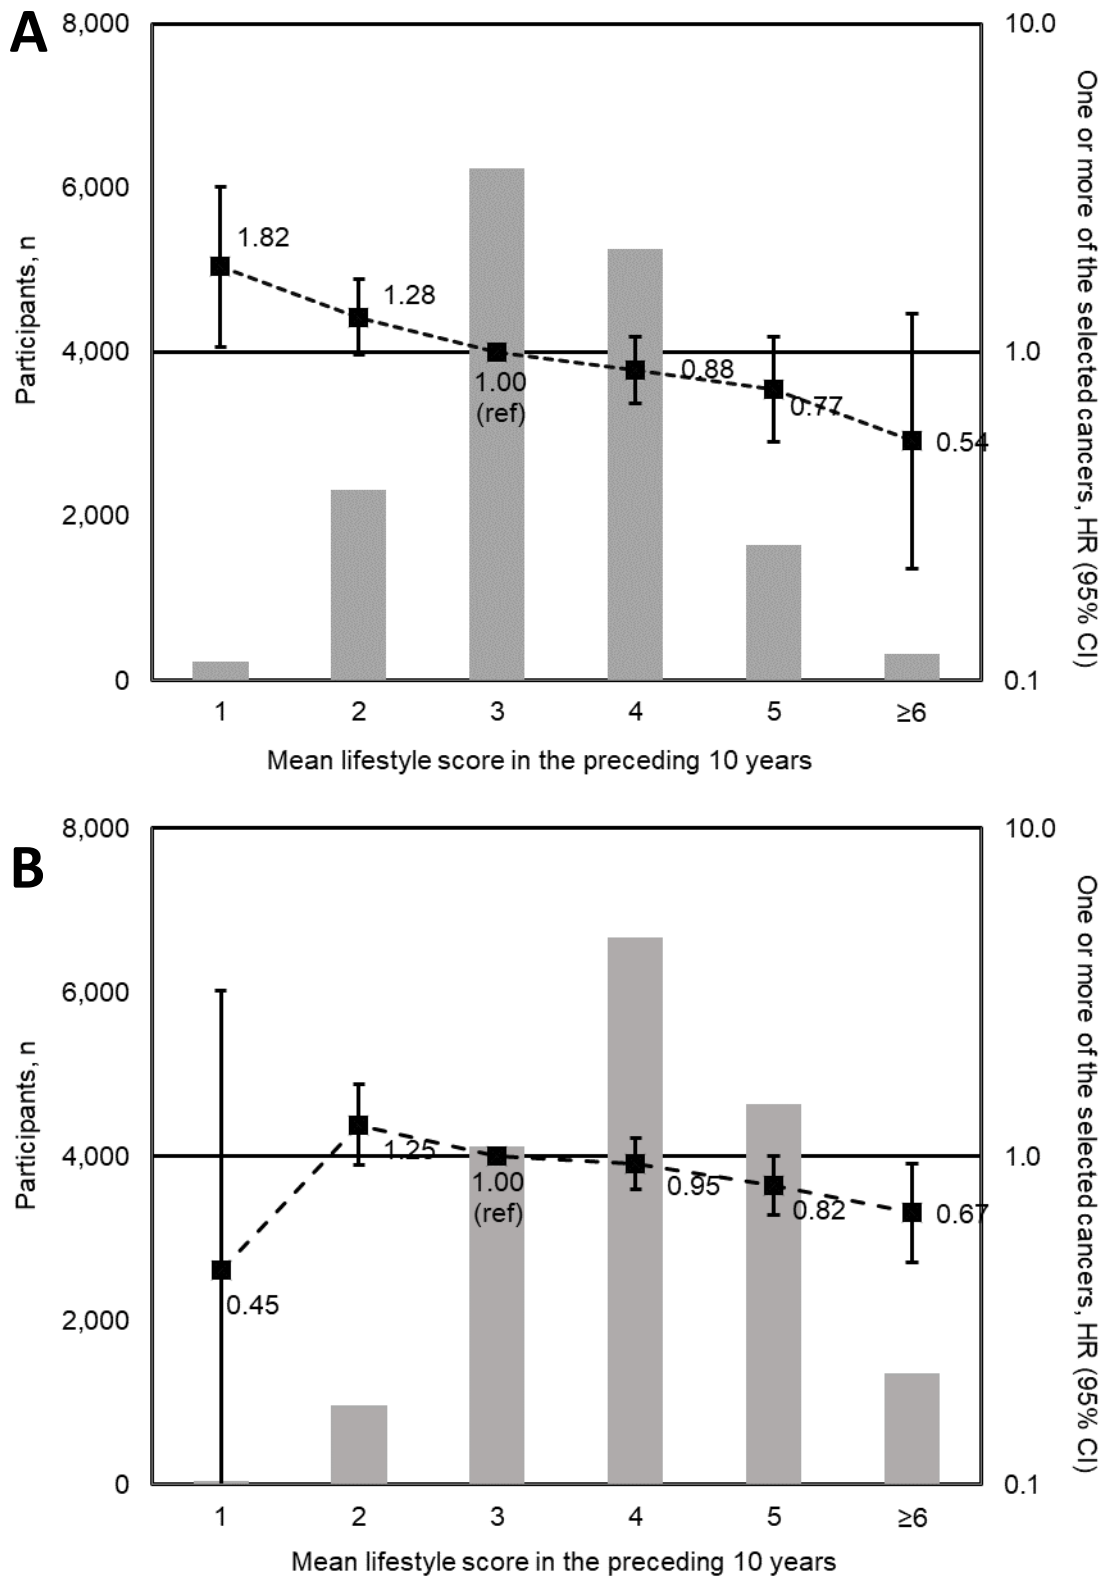 A
8,000
6,000
4,000
2,000
0
Participants, n
10.0
1.0
0.1
One or more of the selected cancers, HR (95% CI)
1.82
1.28
1.00
(ref)
0.88
0.77
0.54
1 2 3 4 5 ≥6
Mean lifestyle score in the preceding 10 years
B
8,000
6,000
4,000
2,000
0
Participants, n
10.0
1.0
0.1
One or more of the selected cancers, HR (95% CI)
0.45
1.25
1.00
(ref)
0.95
0.82
0.67
1 2 3 4 5 ≥6
Mean lifestyle score in the preceding 10 years